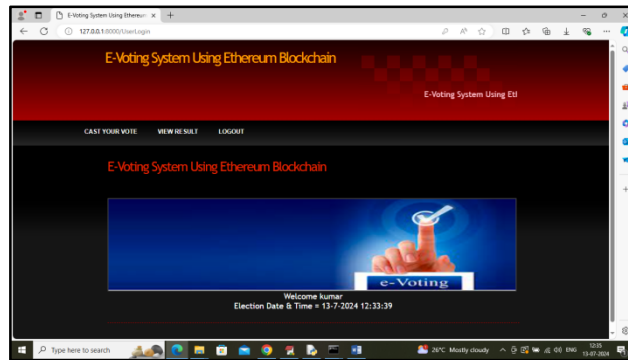 E-Voting System Using Ethereum
127.0.0.1:8000/UserLogin
E-Voting System Using Ethereum Blockchain
E-Voting System Using Etl
CAST YOUR VOTE VIEW RESULT LOGOUT
E-Voting System Using Ethereum Blockchain
e-Voting
Welcome kumar
Election Date & Time = 13-7-2024 12:33:39
Type here to search
26°C Mostly cloudy
ENG
12:35
13-07-2024